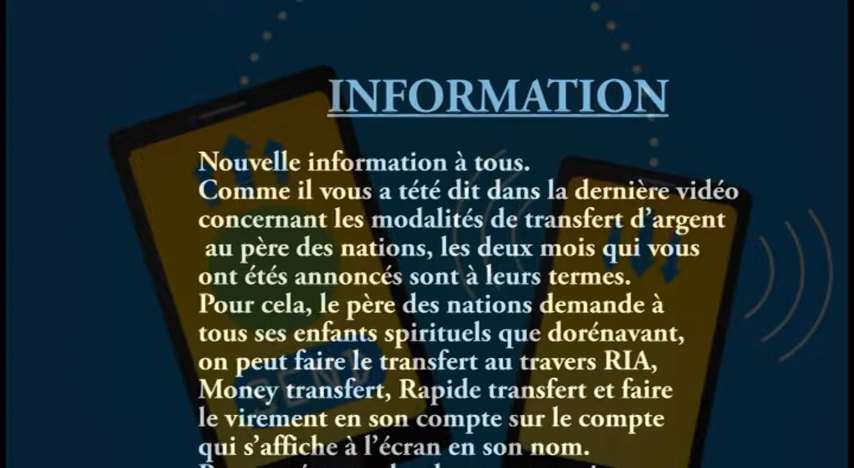 INFORMATION
Nouvelle information à tous.
Comme il vous a tété dit dans la dernière vidéo
concernant les modalités de transfert d'argent
au père des nations, les deux mois qui vous
ont étés annoncés sont à leurs termes.
Pour cela, le père des nations demande à
tous ses enfants spirituels que dorénavant,
on peut faire le transfert au travers RIA,
Money transfert, Rapide transfert et faire
le virement en son compte sur le compte
qui s'affiche à l'écran en son nom.
SEND